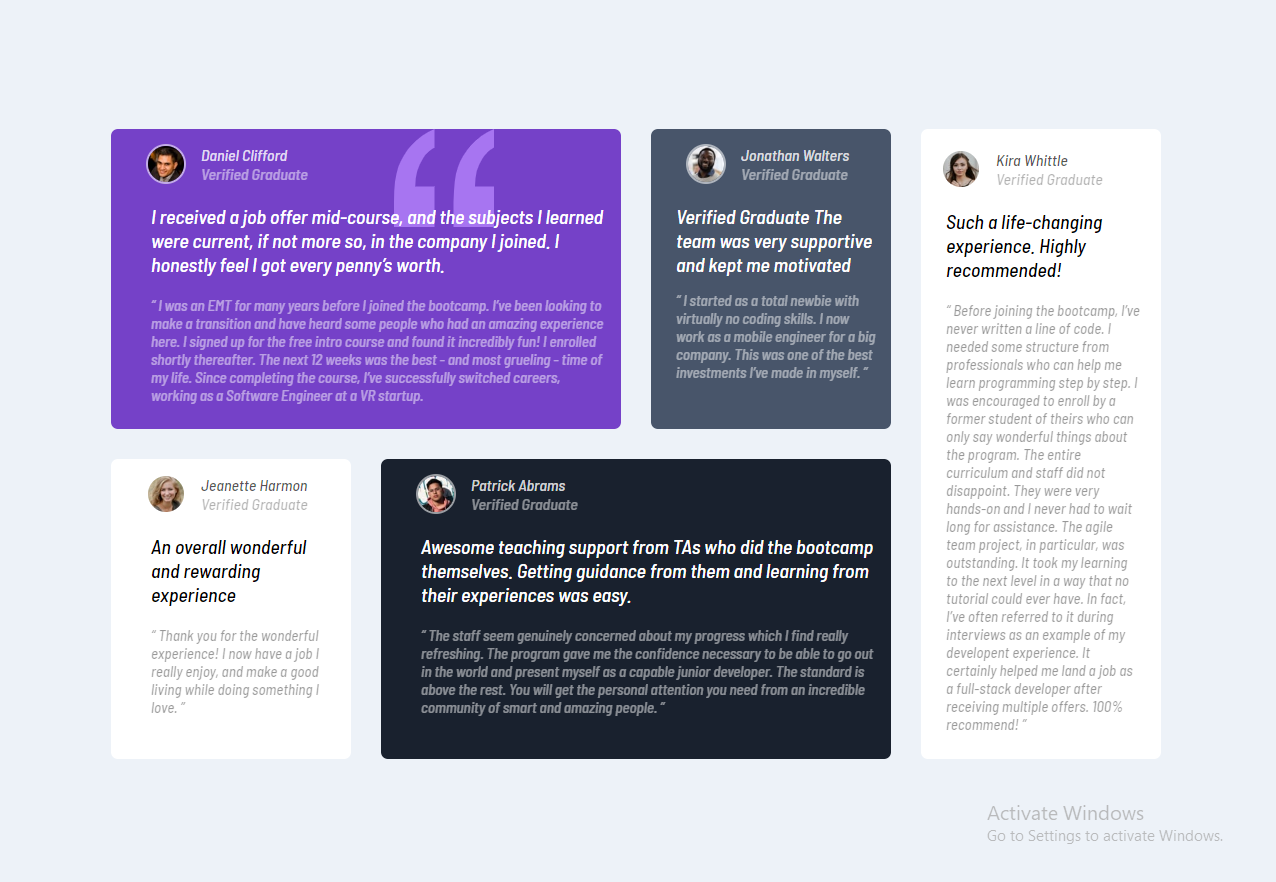 Daniel Clifford
Verified Graduate
I received a job offer mid-course, and the subjects I learned
were current, if not more so, in the company I joined. I
honestly feel I got every penny’s worth.
“ I was an EMT for many years before I joined the bootcamp. I’ve been looking to
make a transition and have heard some people who had an amazing experience
here. I signed up for the free intro course and found it incredibly fun! I enrolled
shortly thereafter. The next 12 weeks was the best - and most grueling - time of
my life. Since completing the course, I’ve successfully switched careers,
working as a Software Engineer at a VR startup.
Jonathan Walters
Verified Graduate
Verified Graduate The
team was very supportive
and kept me motivated
“ I started as a total newbie with
virtually no coding skills. I now
work as a mobile engineer for a big
company. This was one of the best
investments I’ve made in myself. ”
Kira Whittle
Verified Graduate
Such a life-changing
experience. Highly
recommended!
“ Before joining the bootcamp, I’ve
never written a line of code. I
needed some structure from
professionals who can help me
learn programming step by step. I
was encouraged to enroll by a
former student of theirs who can
only say wonderful things about
the program. The entire
curriculum and staff did not
disappoint. They were very
hands-on and I never had to wait
long for assistance. The agile
team project, in particular, was
outstanding. It took my learning
to the next level in a way that no
tutorial could ever have. In fact,
I’ve often referred to it during
interviews as an example of my
developent experience. It
certainly helped me land a job as
a full-stack developer after
receiving multiple offers. 100%
recommend! ”
Jeanette Harmon
Verified Graduate
An overall wonderful
and rewarding
experience
“ Thank you for the wonderful
experience! I now have a job I
really enjoy, and make a good
living while doing something I
love. ”
Patrick Abrams
Verified Graduate
Awesome teaching support from TAs who did the bootcamp
themselves. Getting guidance from them and learning from
their experiences was easy.
“ The staff seem genuinely concerned about my progress which I find really
refreshing. The program gave me the confidence necessary to be able to go out
in the world and present myself as a capable junior developer. The standard is
above the rest. You will get the personal attention you need from an incredible
community of smart and amazing people. ”
Activate Windows
Go to Settings to activate Windows.